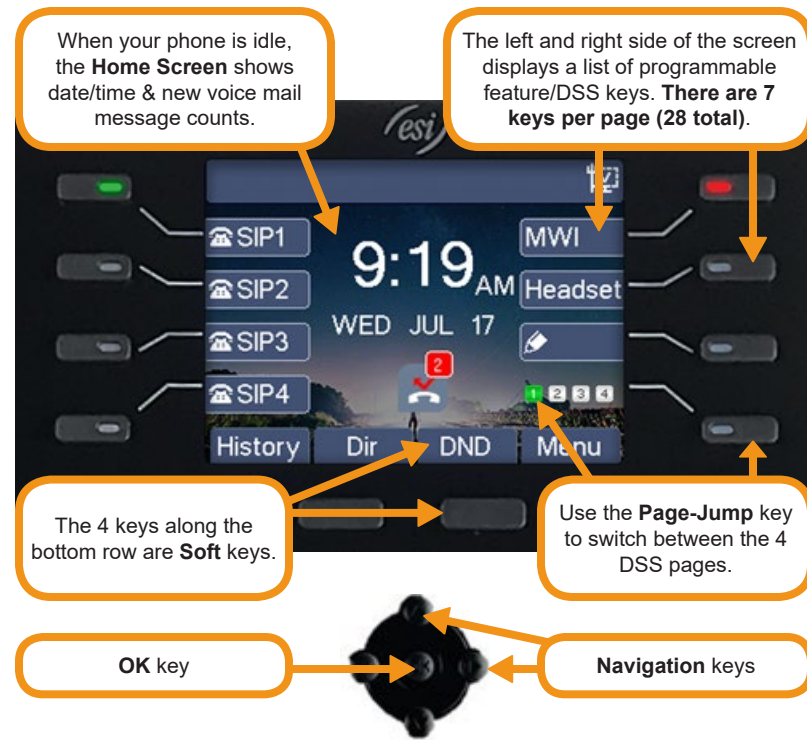 When your phone is idle,
the Home Screen shows
date/time & new voice mail
message counts.
The left and right side of the screen
displays a list of programmable
feature/DSS keys. There are 7
keys per page (28 total).
esi
SIP1
SIP2
SIP3
SIP4
9:19 AM
WED JUL 17
2
MWI
Headset
1 2 3 4
History Dir DND Menu
The 4 keys along the
bottom row are Soft keys.
Use the Page-Jump key
to switch between the 4
DSS pages.
OK key
Navigation keys